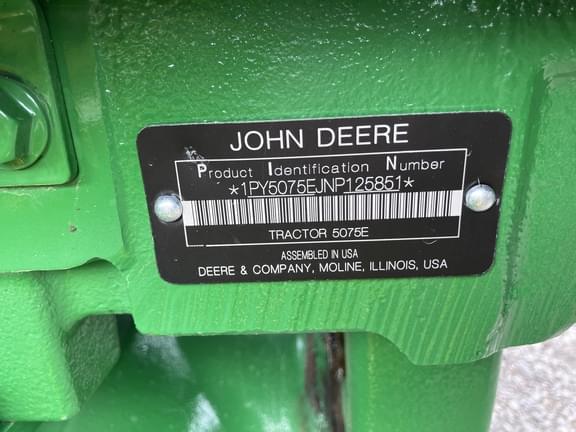 JOHN DEERE
Product Identification Number
*1PY5075EJNP125851*
TRACTOR 5075E
ASSEMBLED IN USA
DEERE & COMPANY, MOLINE, ILLINOIS, USA